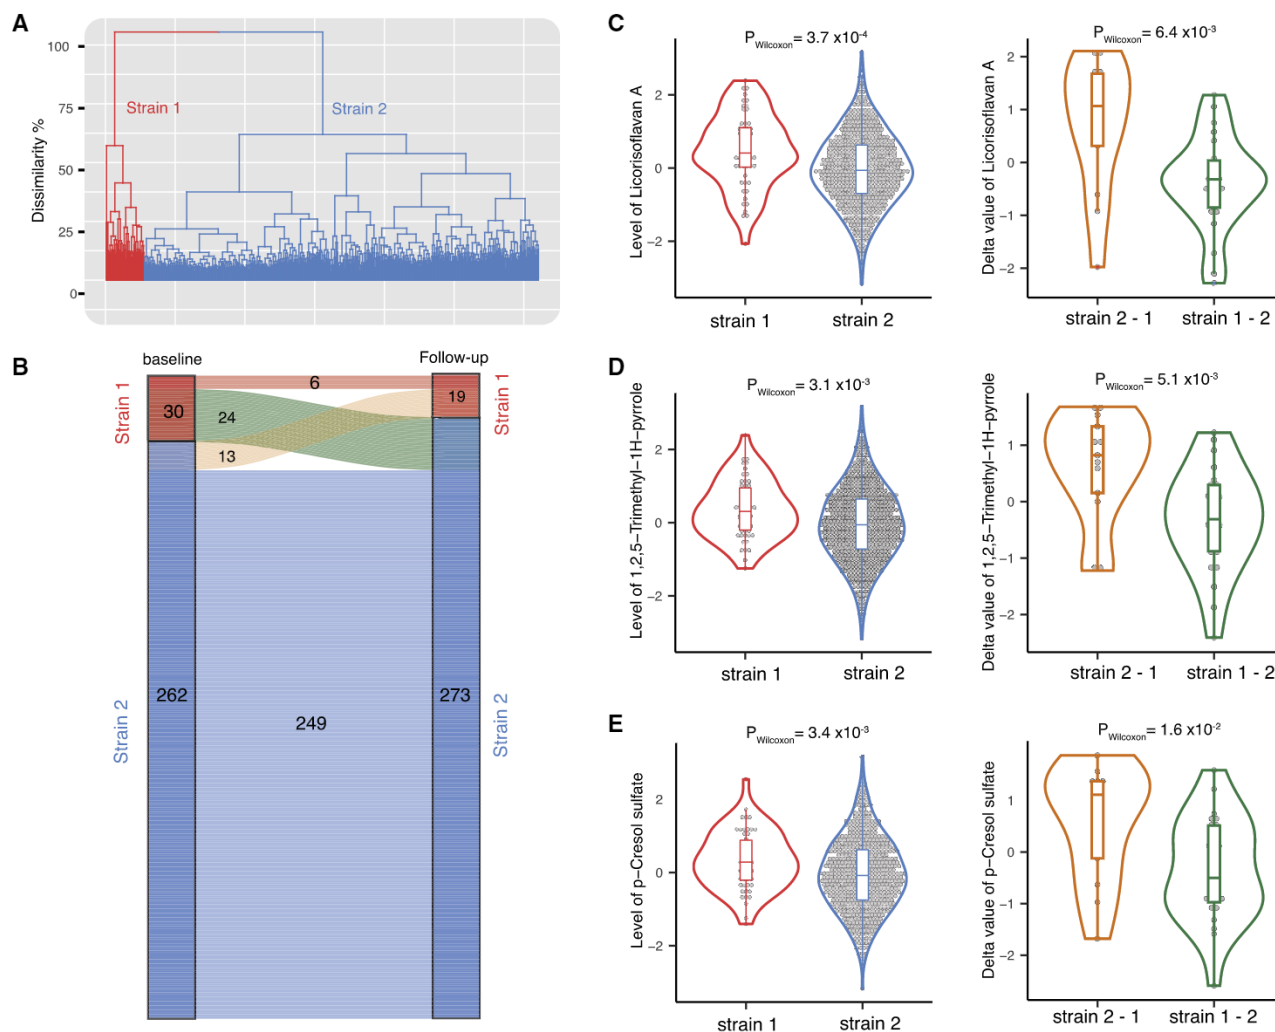 A
Dissimilarity %
100
75
50
25
0
Strain 1
Strain 2
B
baseline
Follow-up
Strain 1
30
6
19
Strain 1
24
13
Strain 2
262
249
273
Strain 2
C
P Wilcoxon = 3.7 x10-4
Level of Licorisoflavan A
2
0
−2
strain 1
strain 2
P Wilcoxon = 6.4 x10-3
Delta value of Licorisoflavan A
2
1
0
−1
−2
strain 2 - 1
strain 1 - 2
D
P Wilcoxon = 3.1 x10-3
Level of 1,2,5−Trimethyl−1H−pyrrole
2
0
−2
strain 1
strain 2
P Wilcoxon = 5.1 x10-3
Delta value of 1,2,5−Trimethyl−1H−pyrrole
1
0
−1
−2
strain 2 - 1
strain 1 - 2
E
P Wilcoxon = 3.4 x10-3
Level of p−Cresol sulfate
2
0
−2
strain 1
strain 2
P Wilcoxon = 1.6 x10-2
Delta value of p−Cresol sulfate
1
0
−1
−2
strain 2 - 1
strain 1 - 2